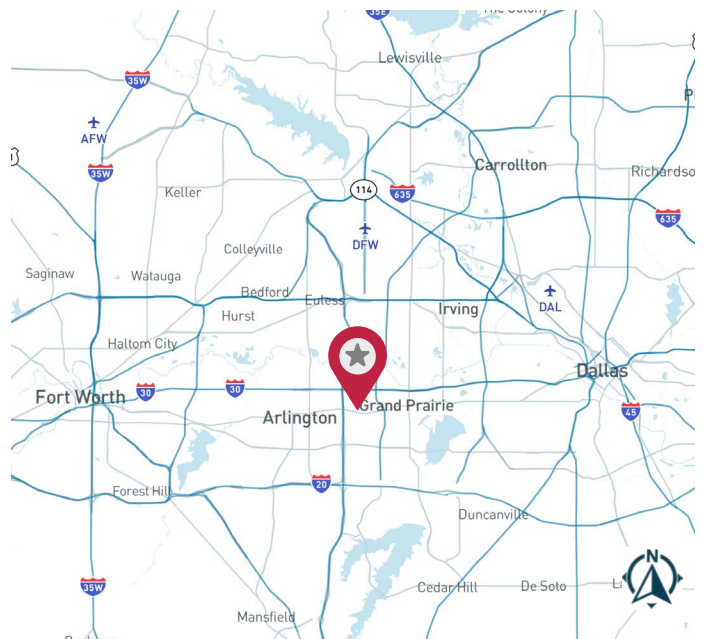 The Colony
35E
Lewisville
35W
AFW
35W
Carrollton
Richardso
114
635
Keller
635
DFW
Colleyville
Saginaw
Watauga
Bedford
Euless
DAL
Irving
Hurst
Haltom City
Dallas
30
30
Fort Worth
Grand Prairie
45
Arlington
20
Forest Hill
Duncanville
N
35W
Cedar Hill
De Soto
Mansfield